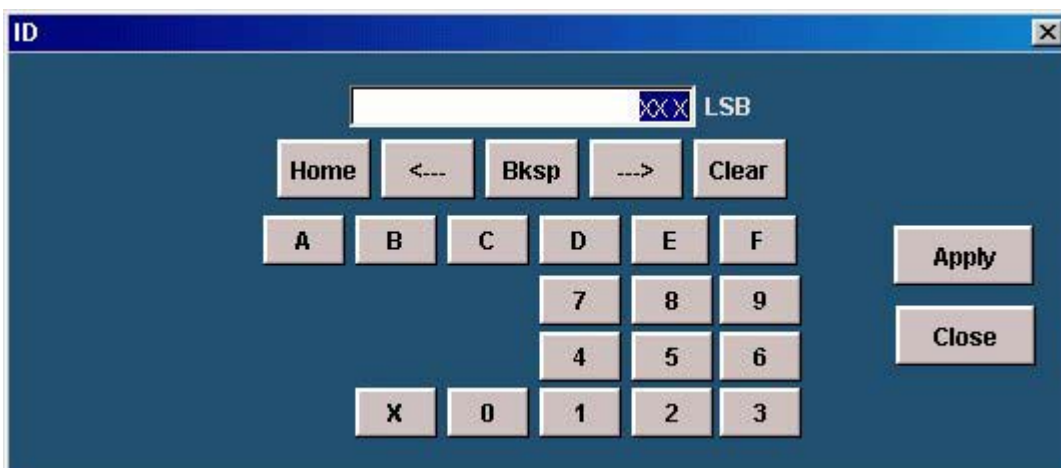 ID
XXX LSB
Home <--- Bksp ---> Clear
A B C D E F
Apply
7 8 9
Close
4 5 6
X 0 1 2 3